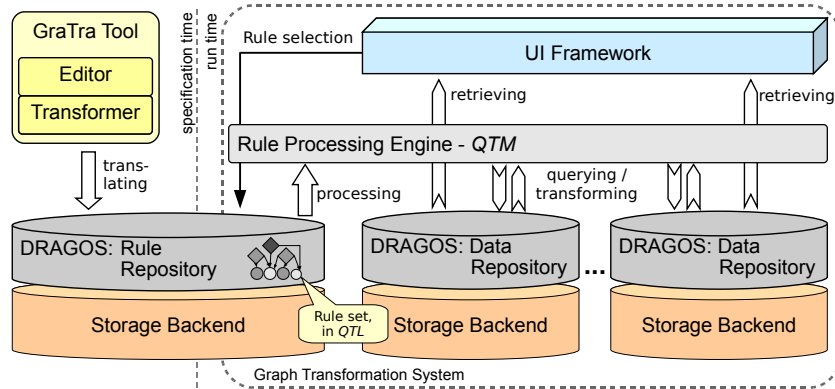 GraTra Tool
Editor
Transformer
trans-
lating
specification time
run time
Rule selection
UI Framework
retrieving
retrieving
Rule Processing Engine - QTM
processing
querying /
transforming
DRAGOS: Rule
Repository
DRAGOS: Data
Repository
...
DRAGOS: Data
Repository
Rule set,
in QTL
Storage Backend
Storage Backend
Storage Backend
Graph Transformation System